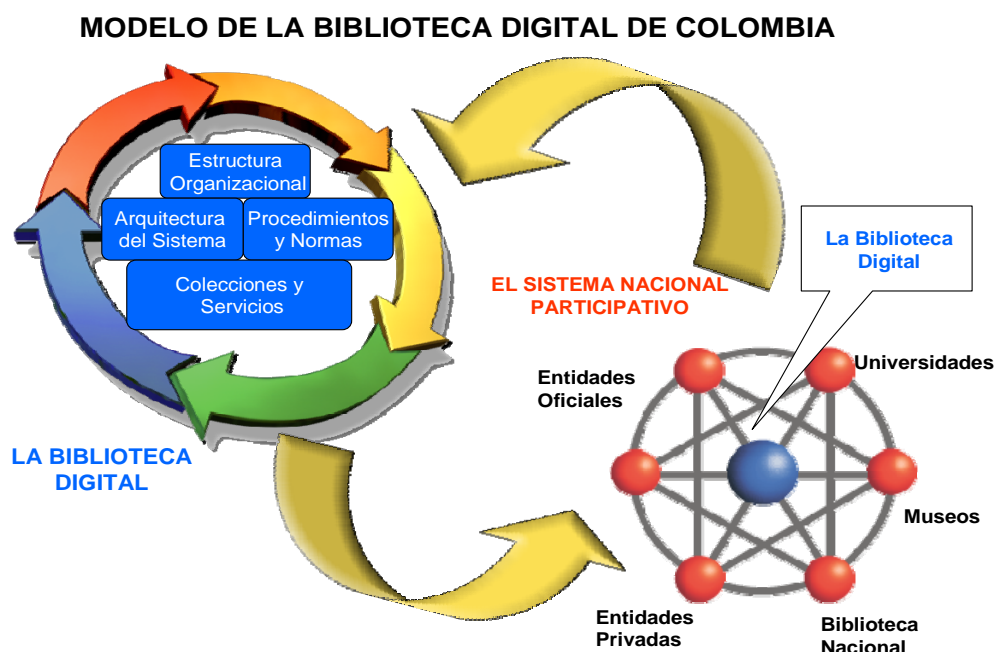 MODELO DE LA BIBLIOTECA DIGITAL DE COLOMBIA
Estructura
Organizacional
Arquitectura
del Sistema
Procedimientos
y Normas
Colecciones y
Servicios
LA BIBLIOTECA
DIGITAL
EL SISTEMA NACIONAL
PARTICIPATIVO
La Biblioteca
Digital
Entidades
Oficiales
Universidades
Museos
Entidades
Privadas
Biblioteca
Nacional